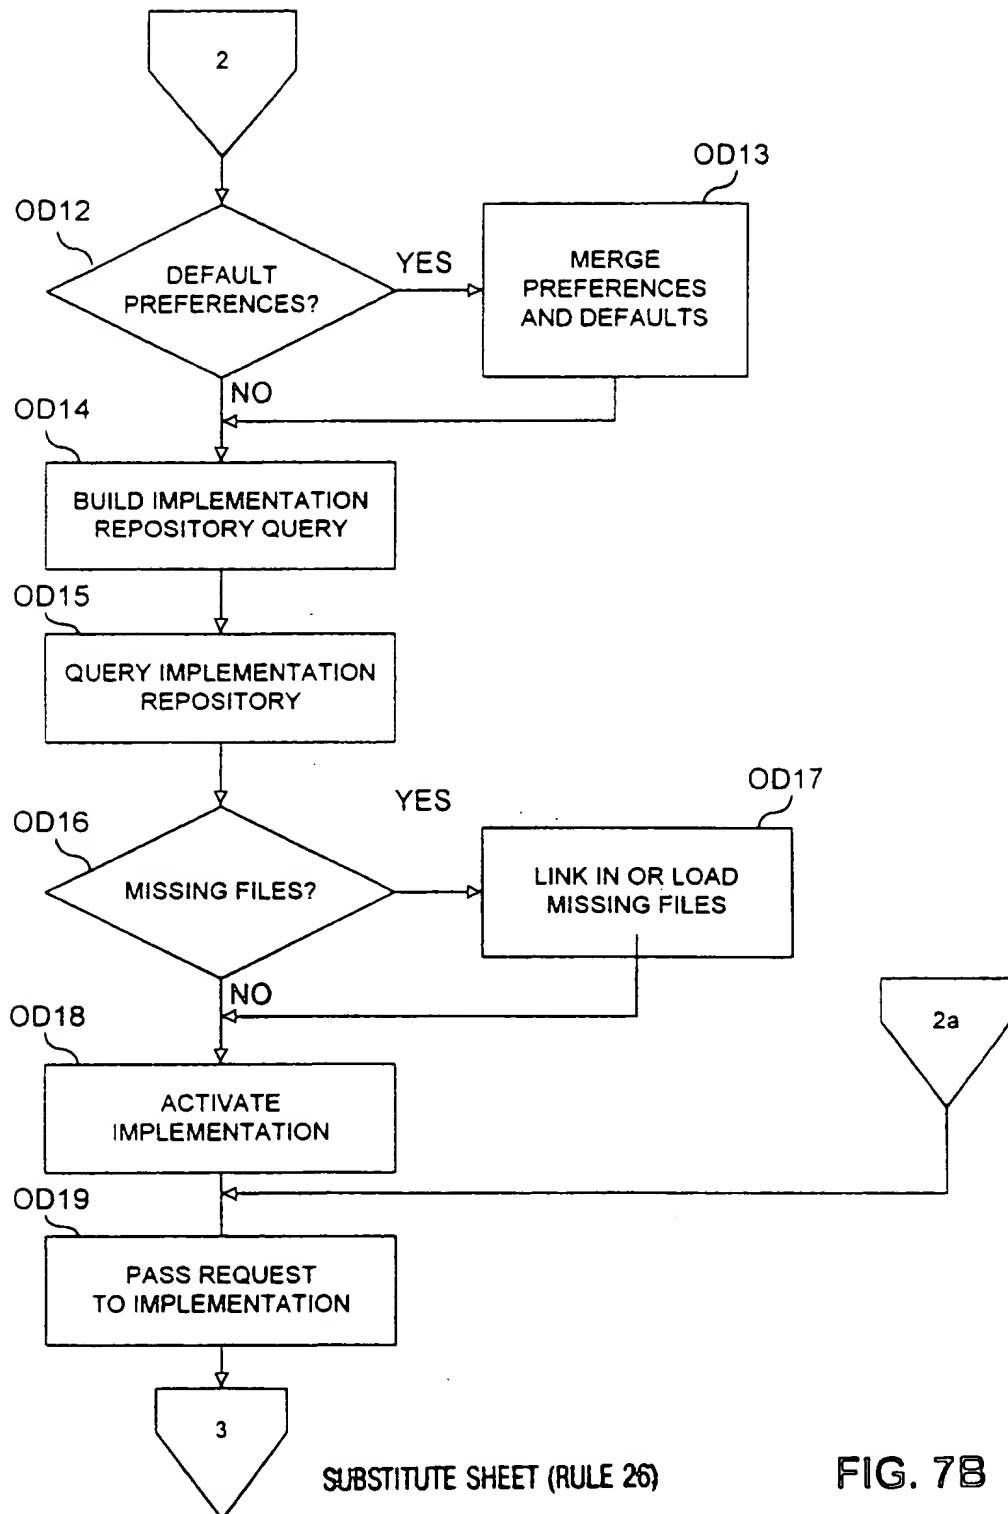 2
OD12
DEFAULT
PREFERENCES?
YES
OD13
MERGE
PREFERENCES
AND DEFAULTS
NO
OD14
BUILD IMPLEMENTATION
REPOSITORY QUERY
OD15
QUERY IMPLEMENTATION
REPOSITORY
OD16
MISSING FILES?
YES
OD17
LINK IN OR LOAD
MISSING FILES
NO
OD18
ACTIVATE
IMPLEMENTATION
2a
OD19
PASS REQUEST
TO IMPLEMENTATION
3
SUBSTITUTE SHEET (RULE 26)
FIG. 7B